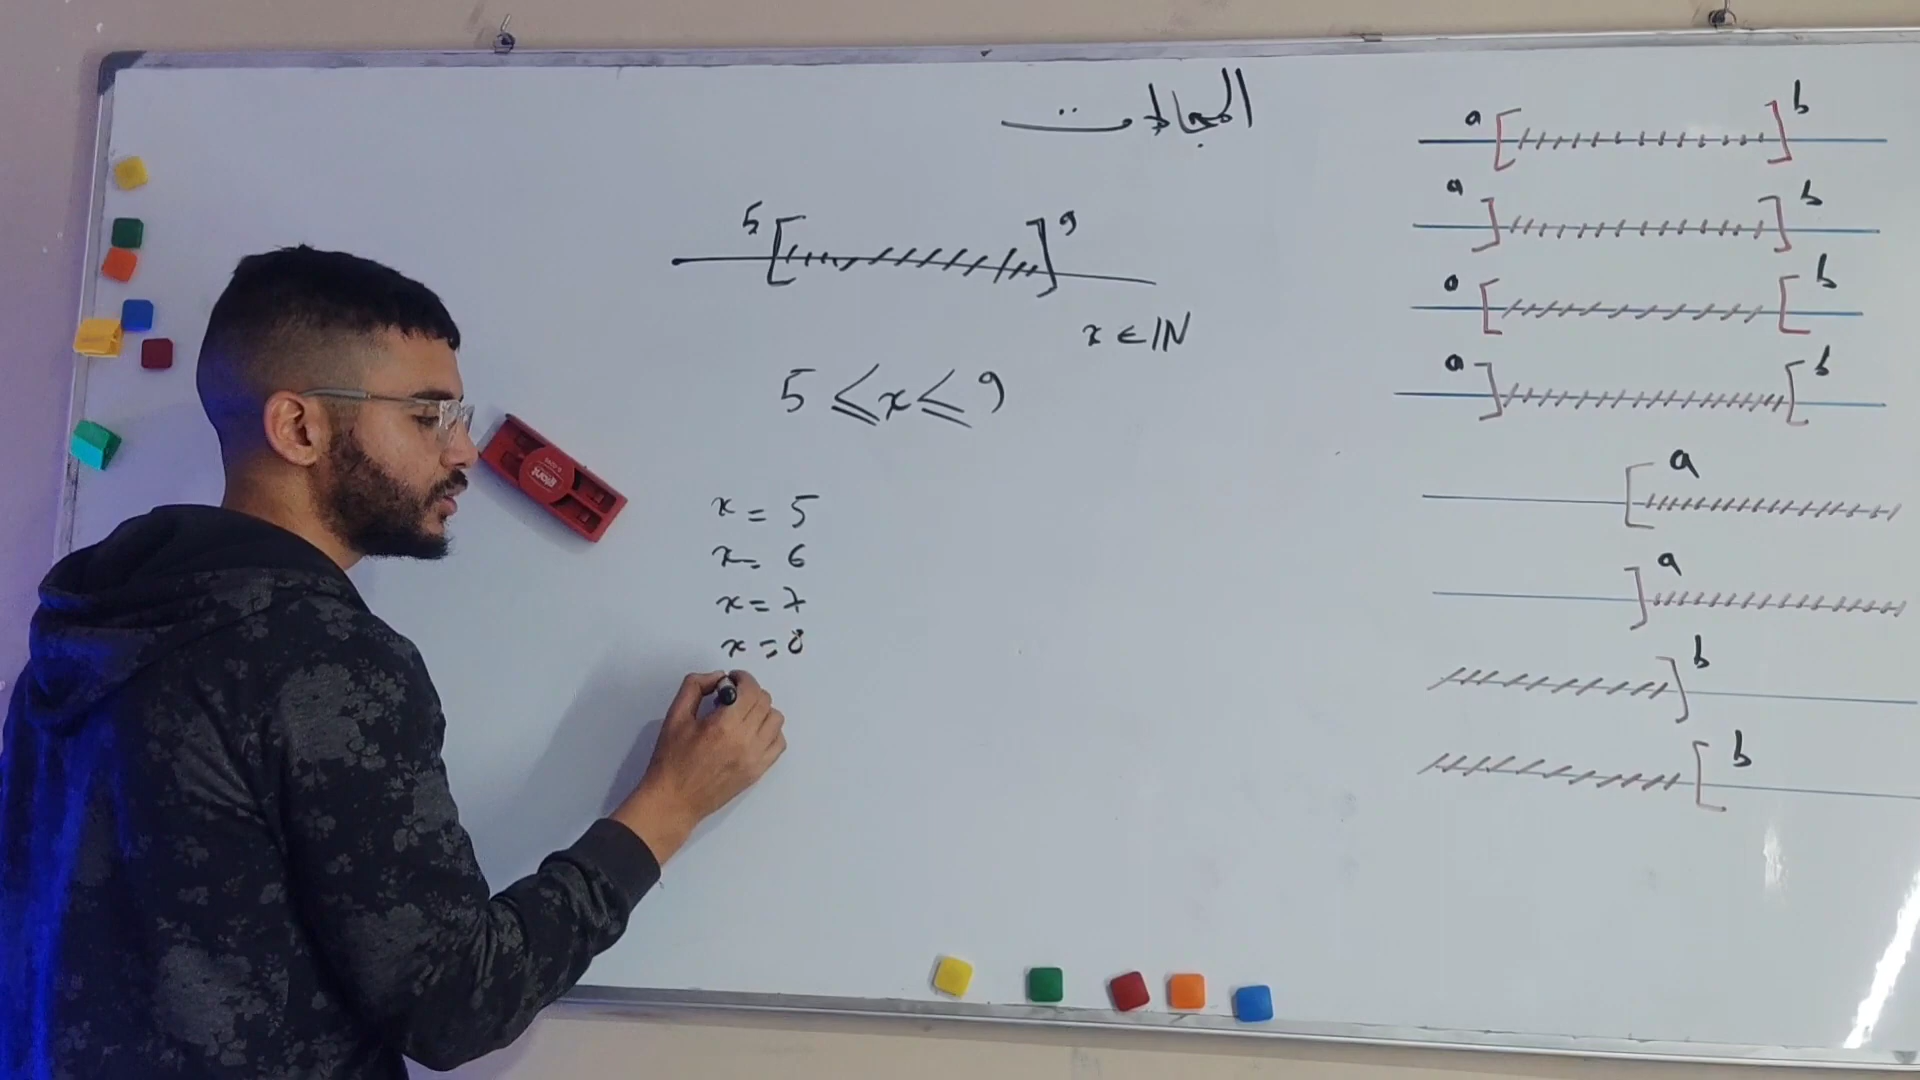 المجالات
5 [ ] 9
x ∈ IN
5 ≤ x ≤ 9
x = 5
x = 6
x = 7
x = 8
a [ ] b
a ] ] b
a [ [ b
a ] [ b
[ a
] a
] b
[ b